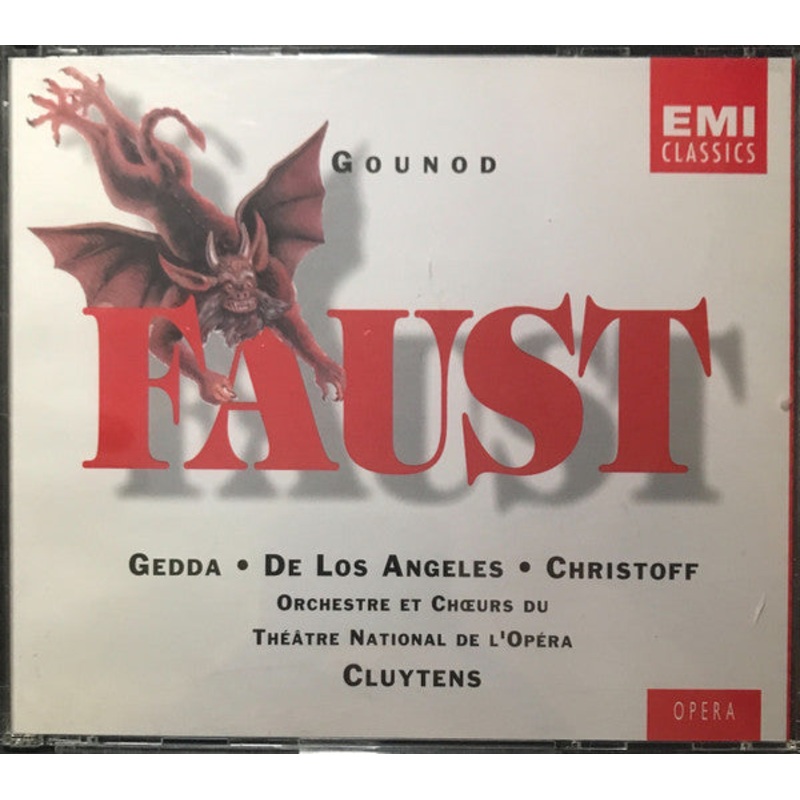 GOUNOD
EMI
CLASSICS
FAUST
GEDDA • DE LOS ANGELES • CHRISTOFF
ORCHESTRE ET CHŒURS DU
THÉÂTRE NATIONAL DE L'OPÉRA
CLUYTENS
OPERA